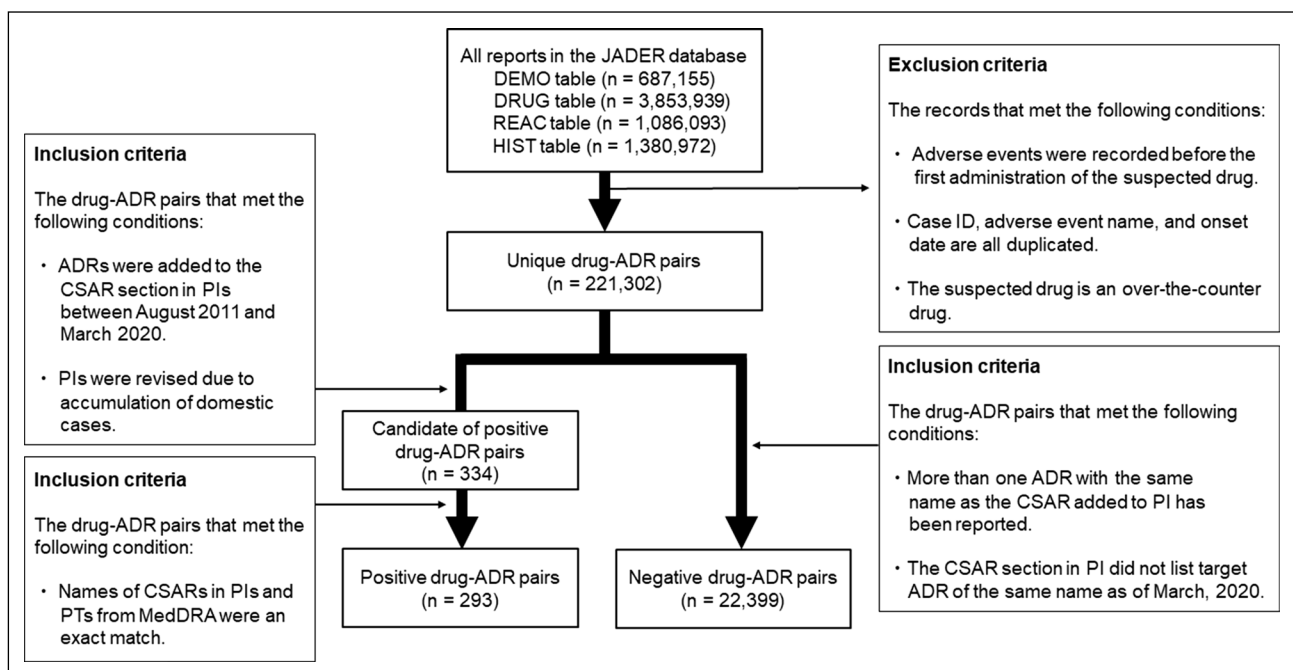 All reports in the JADER database
DEMO table (n = 687,155)
DRUG table (n = 3,853,939)
REAC table (n = 1,086,093)
HIST table (n = 1,380,972)
Exclusion criteria
The records that met the following conditions:
・ Adverse events were recorded before the
first administration of the suspected drug.
・ Case ID, adverse event name, and onset
date are all duplicated.
・ The suspected drug is an over-the-counter
drug.
Inclusion criteria
The drug-ADR pairs that met the
following conditions:
・ ADRs were added to the
CSAR section in PIs
between August 2011 and
March 2020.
・ PIs were revised due to
accumulation of domestic
cases.
Unique drug-ADR pairs
(n = 221,302)
Candidate of positive
drug-ADR pairs
(n = 334)
Inclusion criteria
The drug-ADR pairs that met the following
conditions:
・ More than one ADR with the same
name as the CSAR added to PI has
been reported.
・ The CSAR section in PI did not list target
ADR of the same name as of March, 2020.
Inclusion criteria
The drug-ADR pairs that met the
following condition:
・ Names of CSARs in PIs and
PTs from MedDRA were an
exact match.
Positive drug-ADR pairs
(n = 293)
Negative drug-ADR pairs
(n = 22,399)